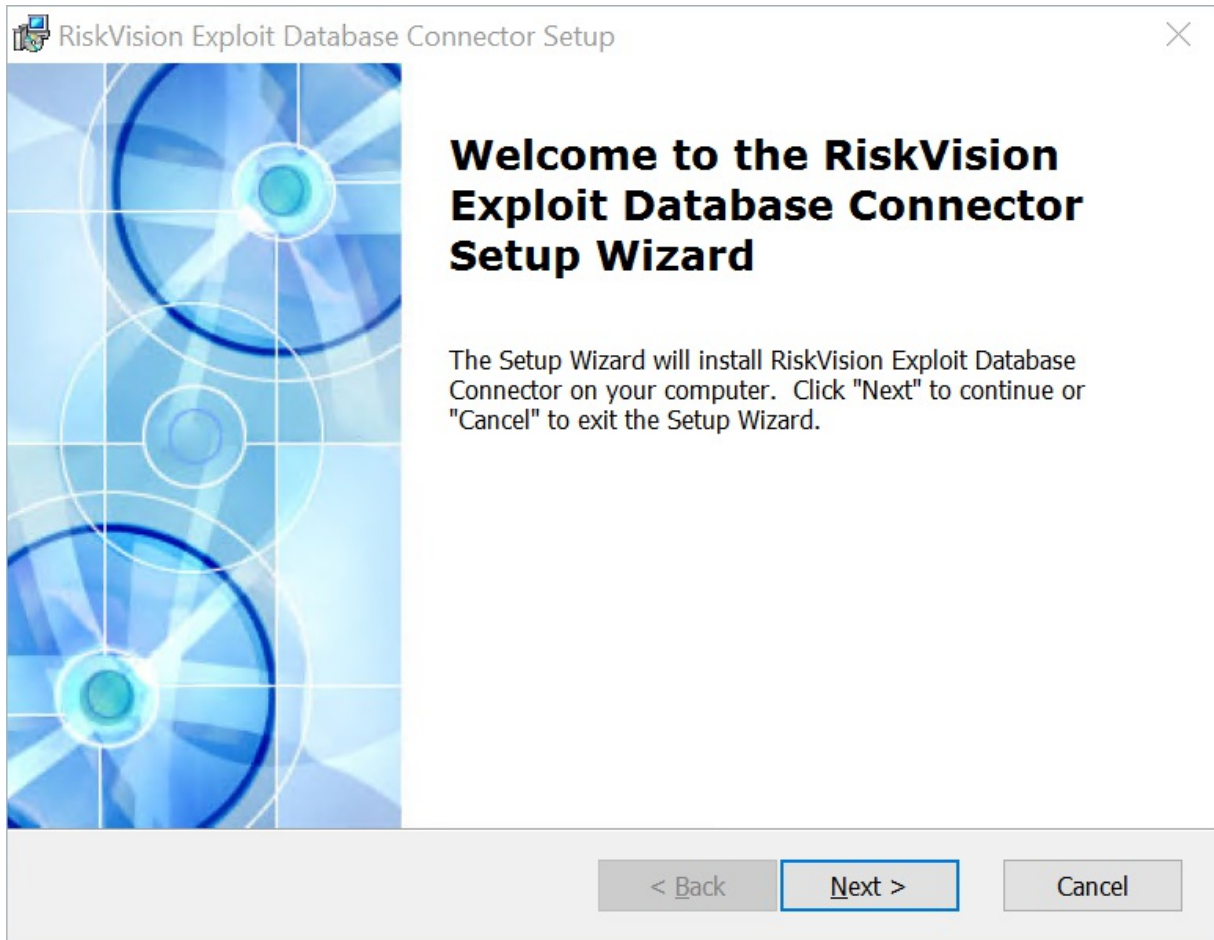 RiskVision Exploit Database Connector Setup
Welcome to the RiskVision
Exploit Database Connector
Setup Wizard
The Setup Wizard will install RiskVision Exploit Database
Connector on your computer.  Click "Next" to continue or
"Cancel" to exit the Setup Wizard.
< Back
Next >
Cancel